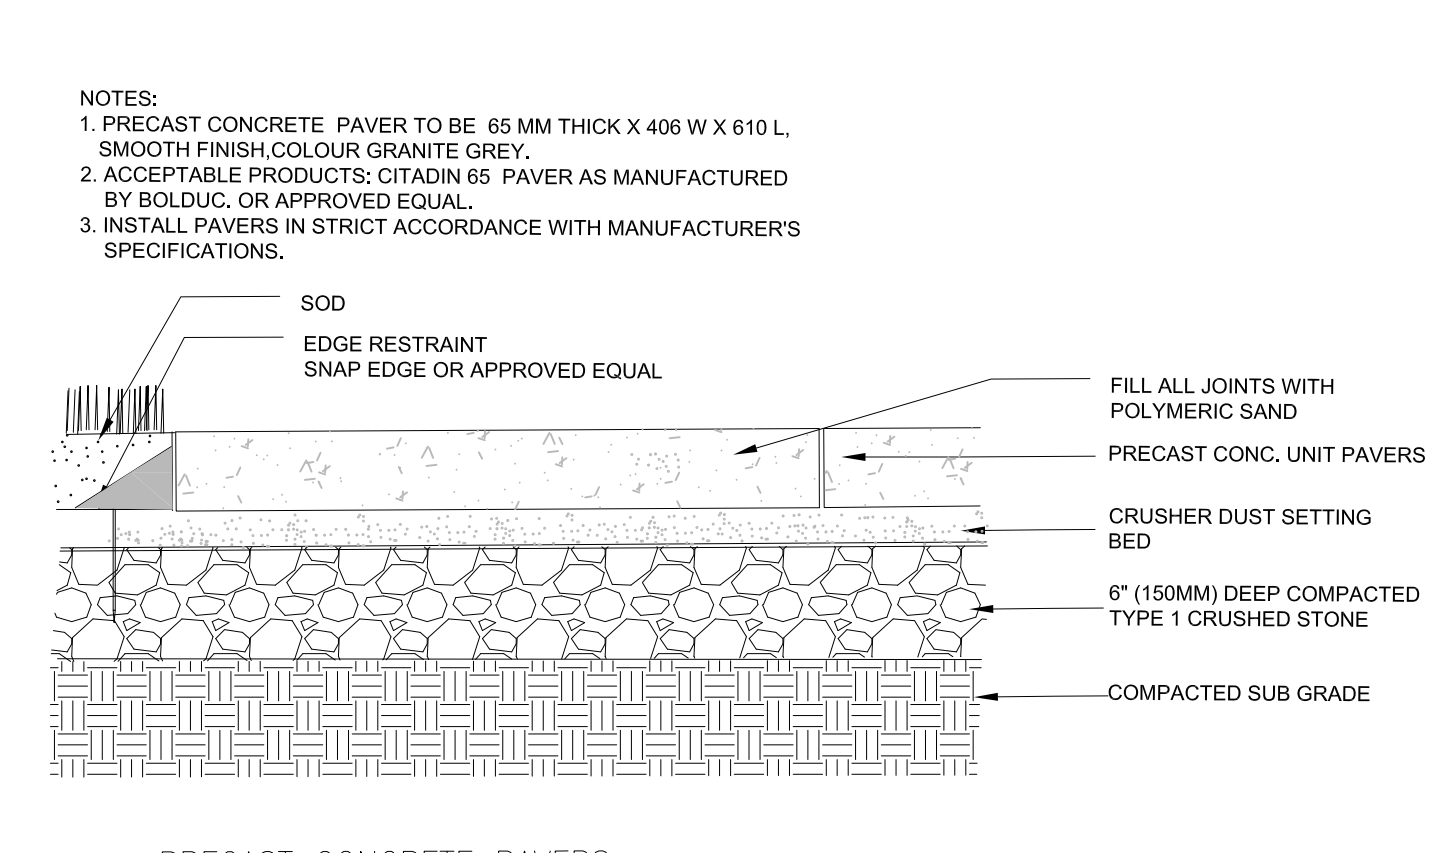 NOTES:
1. PRECAST CONCRETE PAVER TO BE 65 MM THICK X 406 W X 610 L,
SMOOTH FINISH,COLOUR GRANITE GREY.
2. ACCEPTABLE PRODUCTS: CITADIN 65 PAVER AS MANUFACTURED
BY BOLDUC. OR APPROVED EQUAL.
3. INSTALL PAVERS IN STRICT ACCORDANCE WITH MANUFACTURER'S
SPECIFICATIONS.
SOD
EDGE RESTRAINT
SNAP EDGE OR APPROVED EQUAL
FILL ALL JOINTS WITH
POLYMERIC SAND
PRECAST CONC. UNIT PAVERS
CRUSHER DUST SETTING
BED
6" (150MM) DEEP COMPACTED
TYPE 1 CRUSHED STONE
COMPACTED SUB GRADE
PRECAST CONCRETE PAVERS